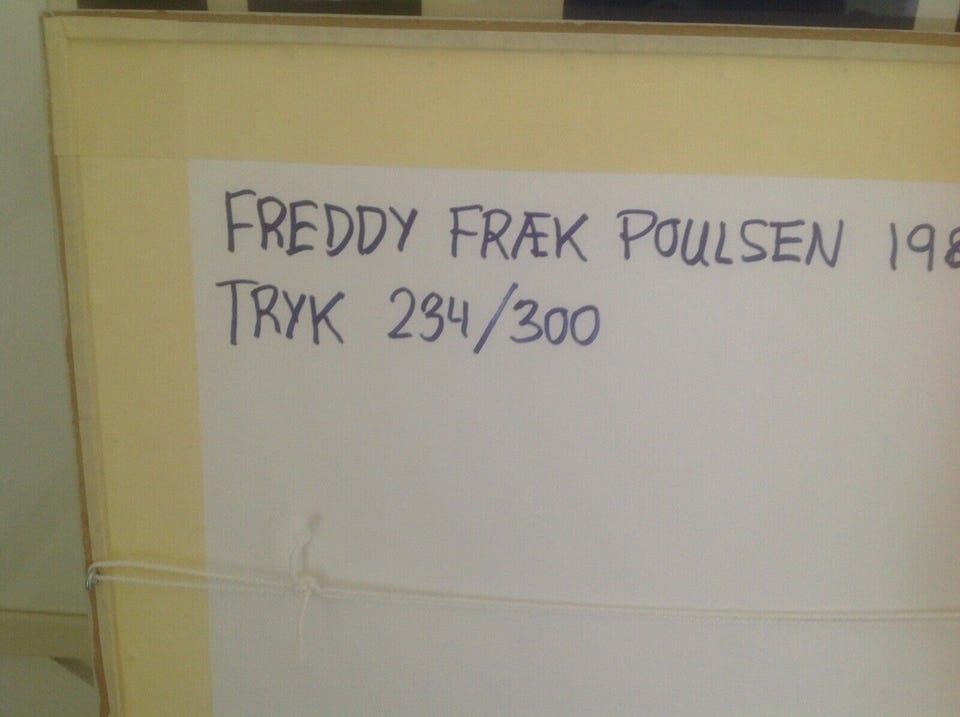 FREDDY FRÆK POULSEN 198
TRYK 234/300